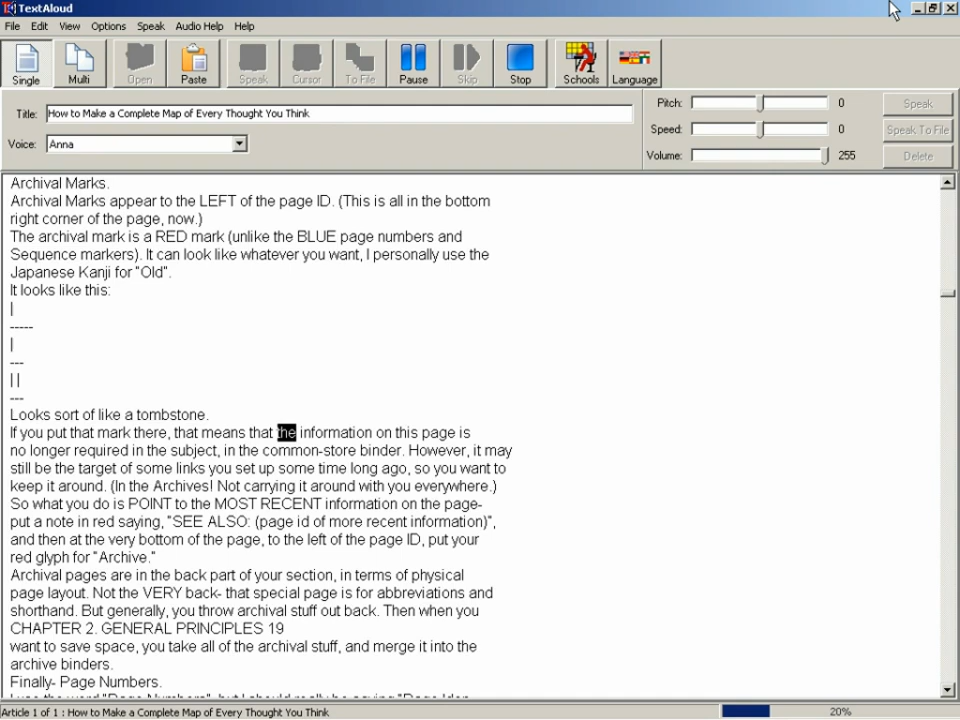 TextAloud
File Edit View Options Speak Audio Help Help
Single Multi Open Paste Speak Cursor To File Pause Skip Stop Schools Language
Title: How to Make a Complete Map of Every Thought You Think
Voice: Anna
Pitch: 0 Speak
Speed: 0 Speak To File
Volume: 255 Delete
Archival Marks.
Archival Marks appear to the LEFT of the page ID. (This is all in the bottom
right corner of the page, now.)
The archival mark is a RED mark (unlike the BLUE page numbers and
Sequence markers). It can look like whatever you want, I personally use the
Japanese Kanji for "Old".
It looks like this:
|
-----
|
---
| |
---
Looks sort of like a tombstone.
If you put that mark there, that means that the information on this page is
no longer required in the subject, in the common-store binder. However, it may
still be the target of some links you set up some time long ago, so you want to
keep it around. (In the Archives! Not carrying it around with you everywhere.)
So what you do is POINT to the MOST RECENT information on the page-
put a note in red saying, "SEE ALSO: (page id of more recent information)",
and then at the very bottom of the page, to the left of the page ID, put your
red glyph for "Archive."
Archival pages are in the back part of your section, in terms of physical
page layout. Not the VERY back- that special page is for abbreviations and
shorthand. But generally, you throw archival stuff out back. Then when you
CHAPTER 2. GENERAL PRINCIPLES 19
want to save space, you take all of the archival stuff, and merge it into the
archive binders.
Finally- Page Numbers.
I use the word "Page Numbers", but I should really be saying "Page Iden
Article 1 of 1 : How to Make a Complete Map of Every Thought You Think 20%